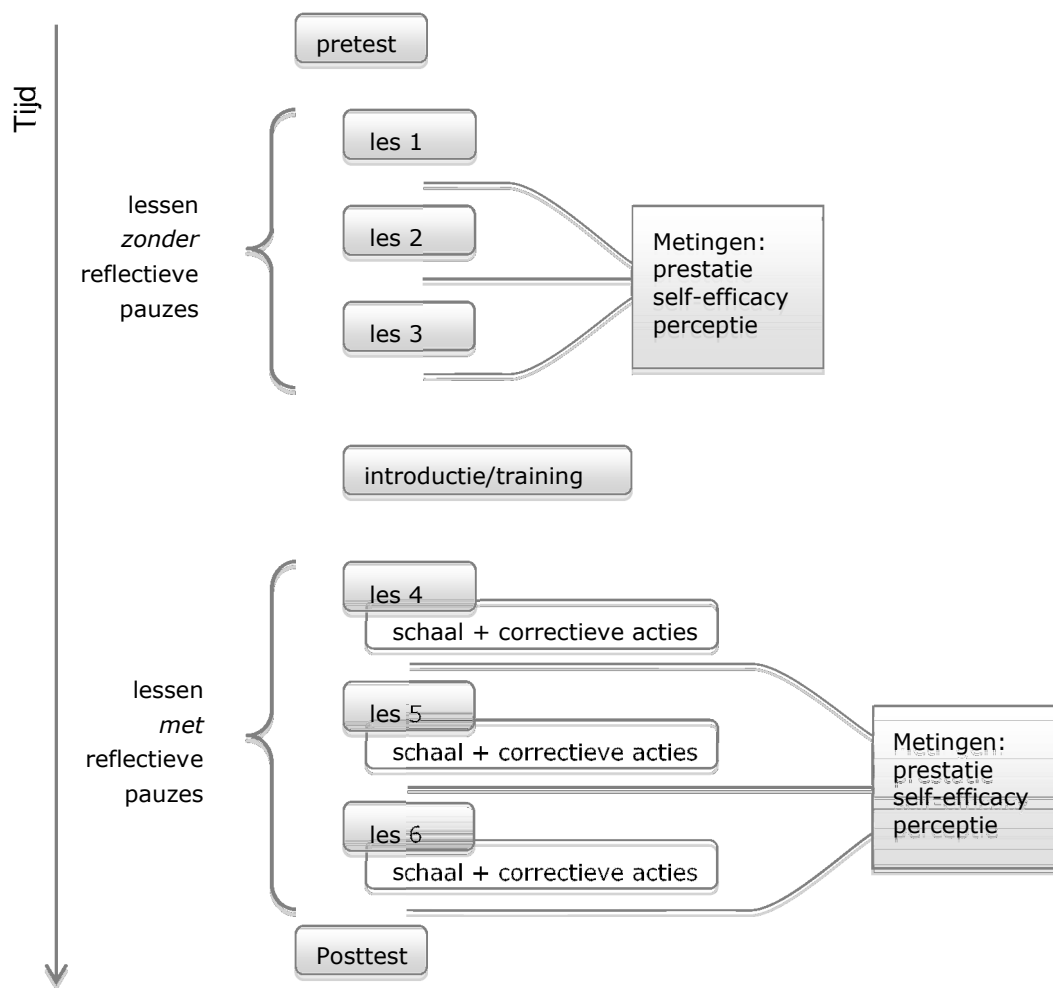 Tijd
pretest
lessen
zonder
reflectieve
pauzes
les 1
les 2
les 3
Metingen:
prestatie
self-efficacy
perceptie
introductie/training
lessen
met
reflectieve
pauzes
les 4
schaal + correctieve acties
les 5
schaal + correctieve acties
les 6
schaal + correctieve acties
Metingen:
prestatie
self-efficacy
perceptie
Posttest